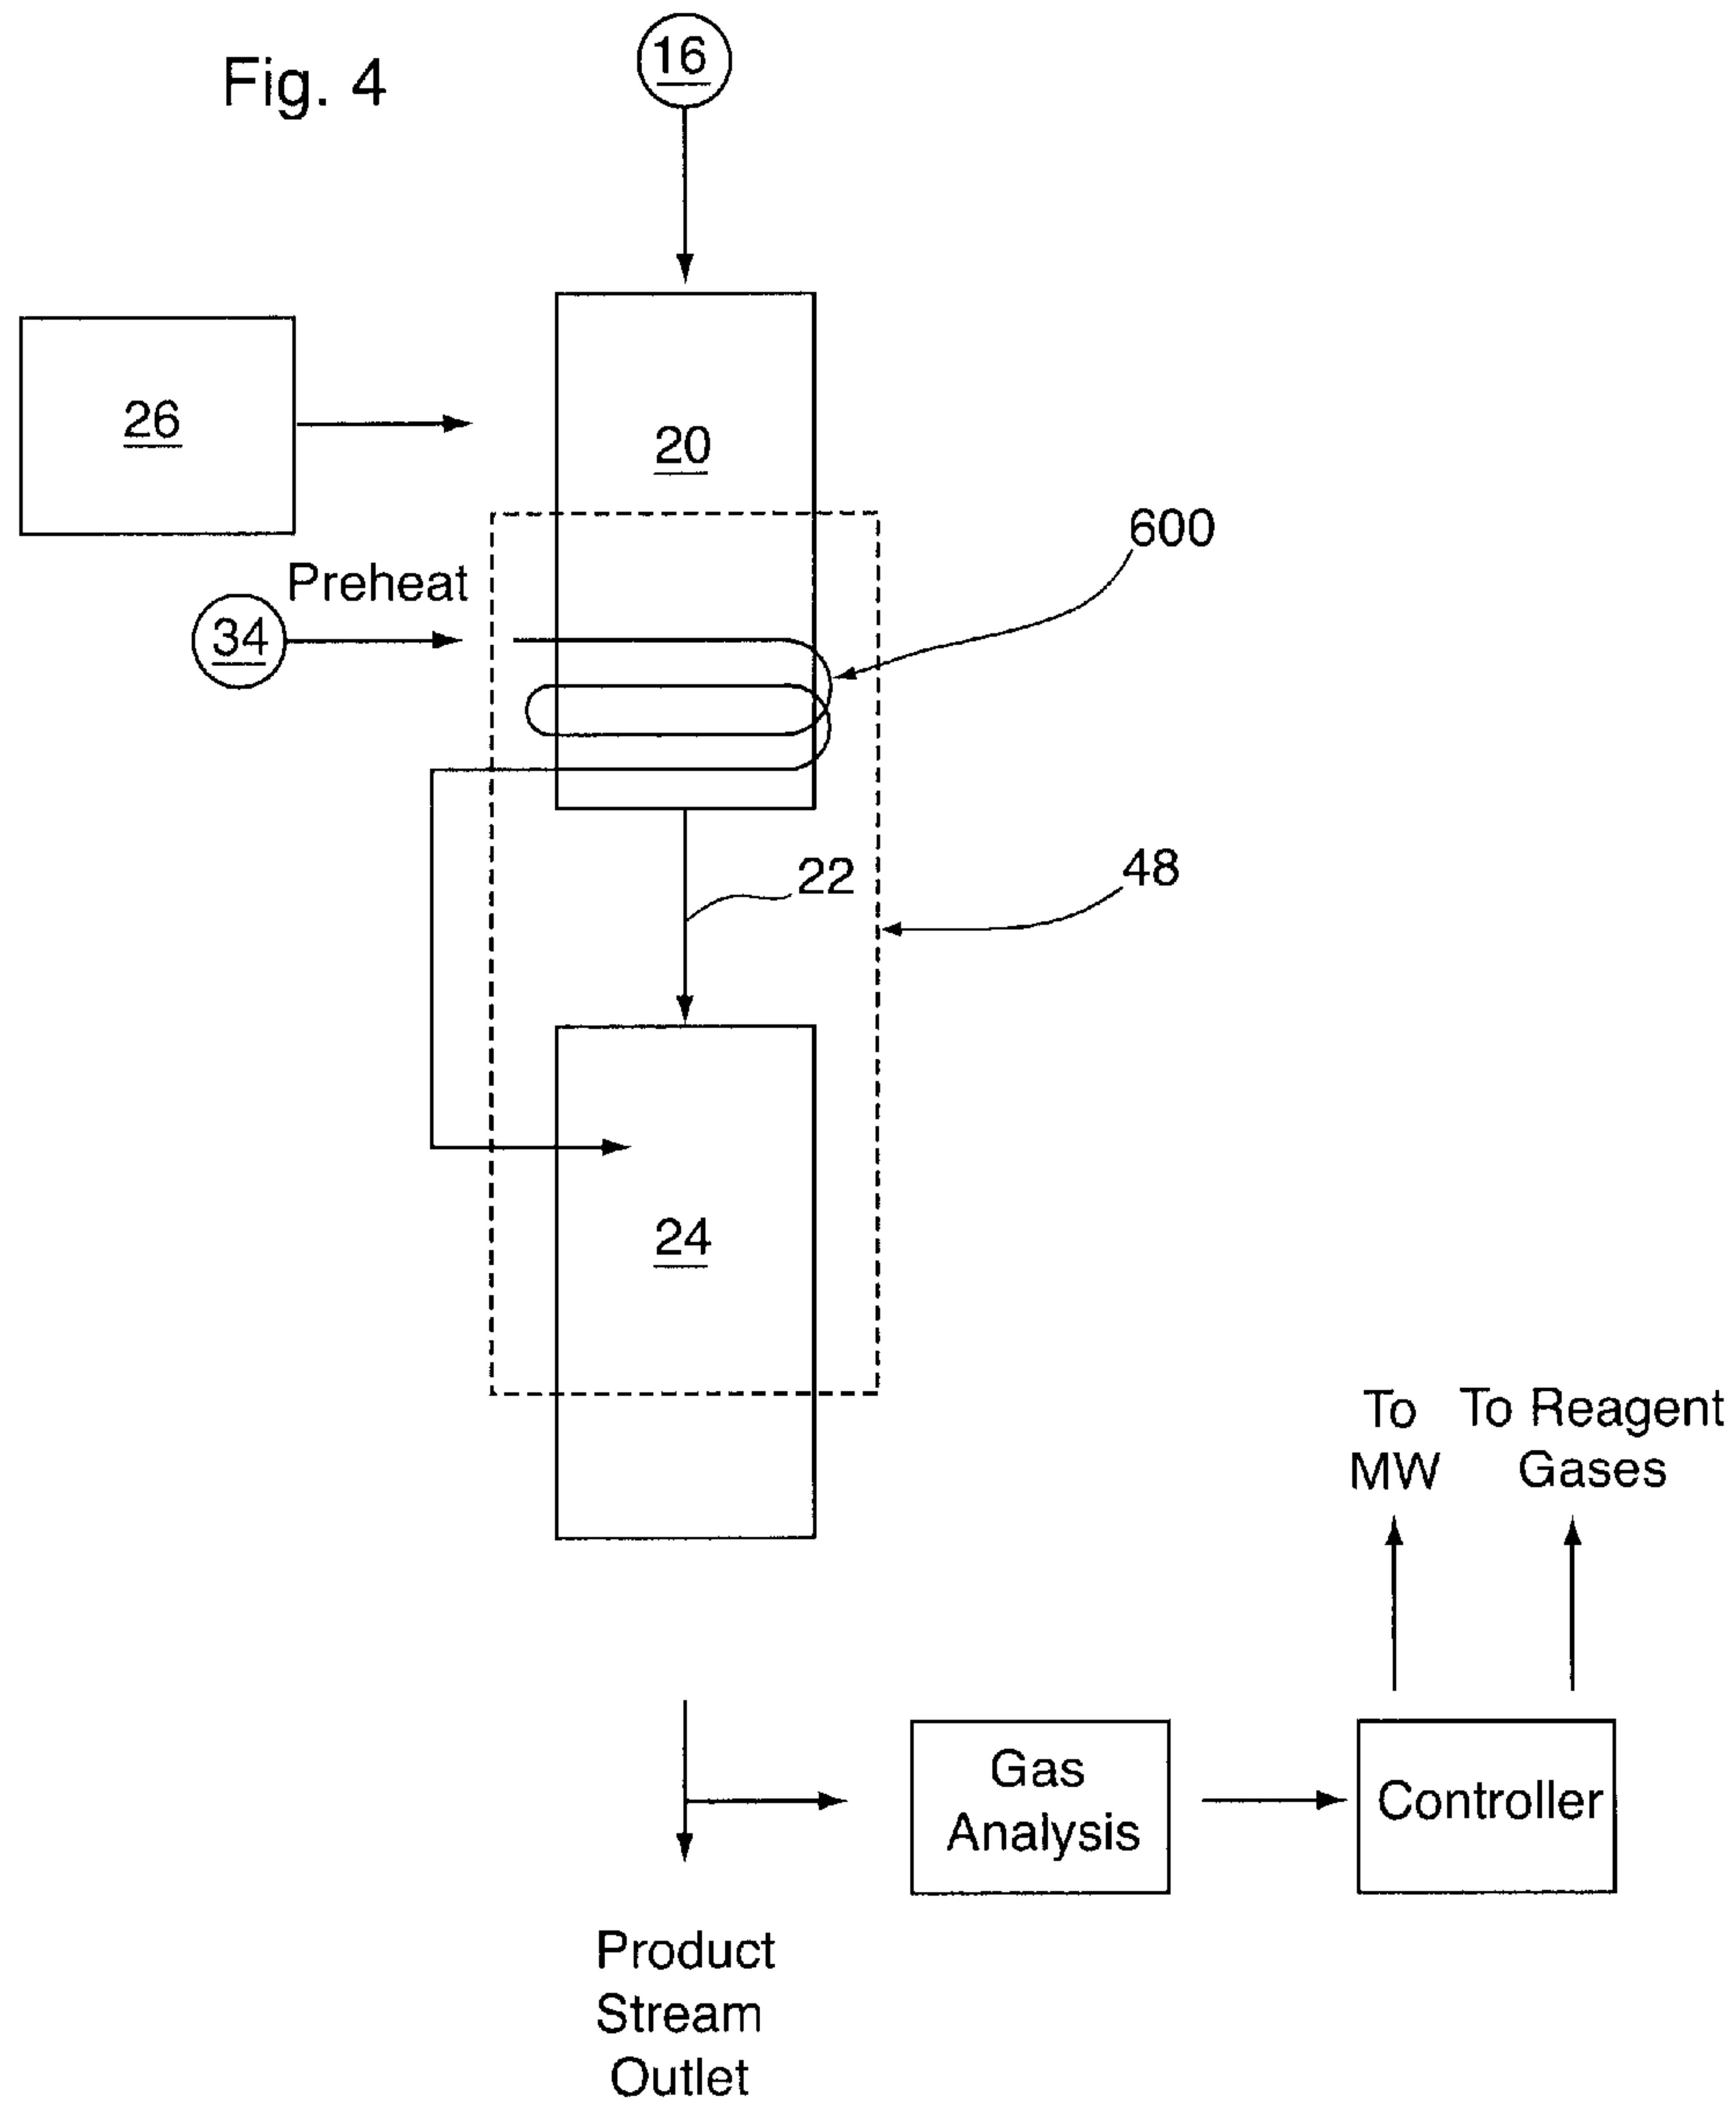 Fig. 4
16
26
20
600
Preheat
34
22
48
24
To
MW
To Reagent
Gases
Gas
Analysis
Controller
Product
Stream
Outlet